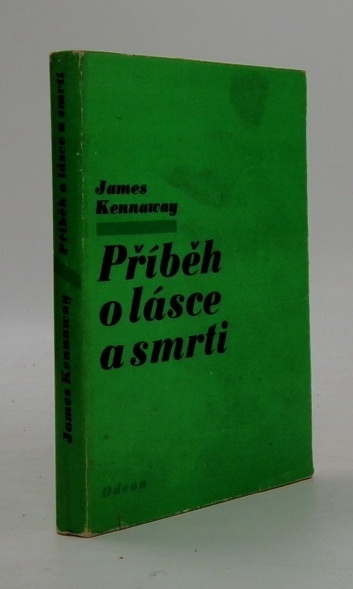 James
Kennaway
Příběh
o lásce
a smrti
Odeon
James Kennaway / Příběh o lásce a smrti